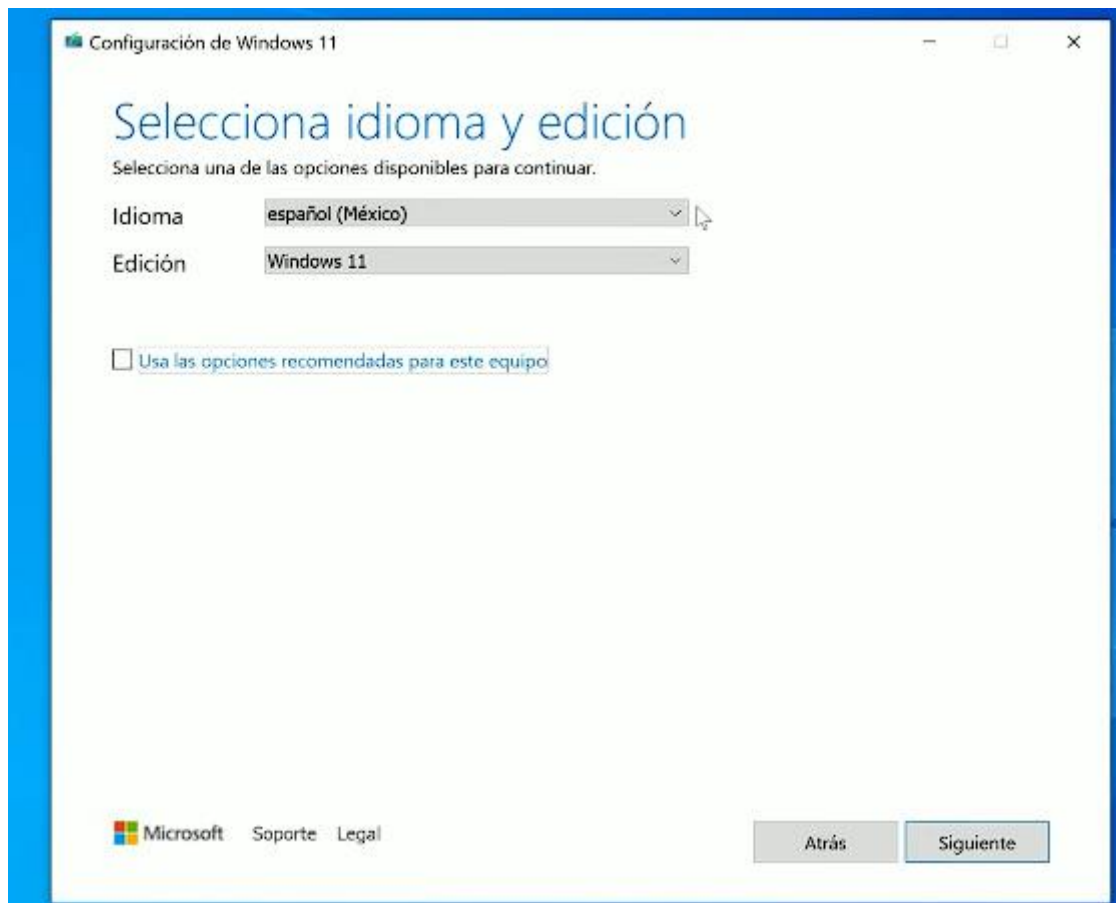 Configuración de Windows 11
Selecciona idioma y edición
Selecciona una de las opciones disponibles para continuar.
Idioma español (México)
Edición Windows 11
Usa las opciones recomendadas para este equipo
Microsoft Soporte Legal Atrás Siguiente